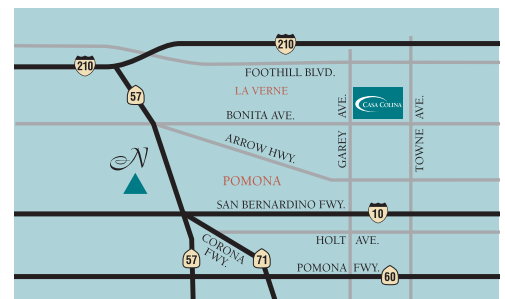 210
210
FOOTHILL BLVD.
LA VERNE
57
CASA COLINA
BONITA AVE.
GAREY AVE.
TOWNE AVE.
ARROW HWY.
N
POMONA
SAN BERNARDINO FWY.
10
HOLT AVE.
CORONA
FWY.
57
71
POMONA FWY.
60